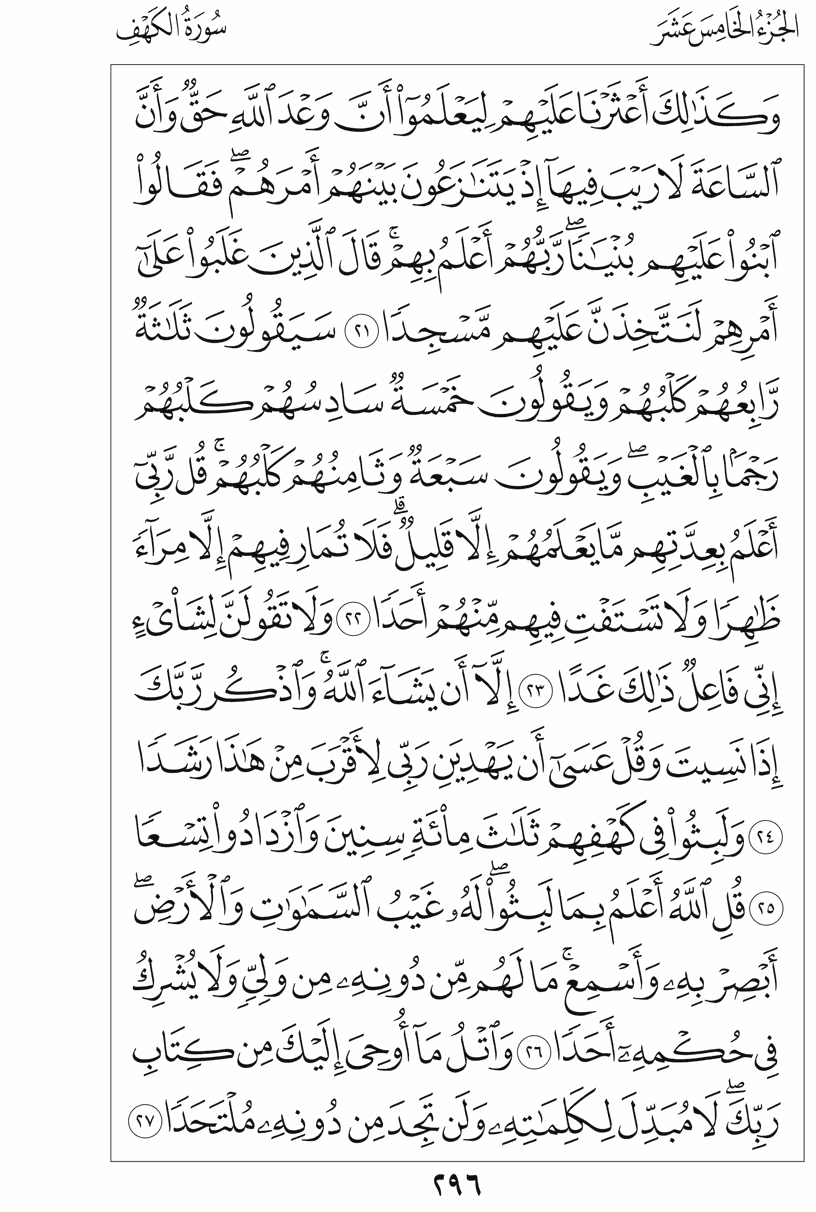 الجُزْءُ الخَامِسَ عَشَرَ
سُورَةُ الكَهْفِ
وَكَذَٰلِكَ أَعْثَرْنَا عَلَيْهِمْ لِيَعْلَمُوٓا۟ أَنَّ وَعْدَ ٱللَّهِ حَقٌّ وَأَنَّ
ٱلسَّاعَةَ لَا رَيْبَ فِيهَآ إِذْ يَتَنَٰزَعُونَ بَيْنَهُمْ أَمْرَهُمْ ۖ فَقَالُوا۟
ٱبْنُوا۟ عَلَيْهِم بُنْيَٰنًا ۖ رَّبُّهُمْ أَعْلَمُ بِهِمْ ۚ قَالَ ٱلَّذِينَ غَلَبُوا۟ عَلَىٰٓ
أَمْرِهِمْ لَنَتَّخِذَنَّ عَلَيْهِم مَّسْجِدًا ٢١ سَيَقُولُونَ ثَلَٰثَةٌ
رَّابِعُهُمْ كَلْبُهُمْ وَيَقُولُونَ خَمْسَةٌ سَادِسُهُمْ كَلْبُهُمْ
رَجْمًۢا بِٱلْغَيْبِ ۖ وَيَقُولُونَ سَبْعَةٌ وَثَامِنُهُمْ كَلْبُهُمْ ۚ قُل رَّبِّىٓ
أَعْلَمُ بِعِدَّتِهِم مَّا يَعْلَمُهُمْ إِلَّا قَلِيلٌ ۗ فَلَا تُمَارِ فِيهِمْ إِلَّا مِرَآءً
ظَٰهِرًا وَلَا تَسْتَفْتِ فِيهِم مِّنْهُمْ أَحَدًا ٢٢ وَلَا تَقُولَنَّ لِشَا۟ىْءٍ
إِنِّى فَاعِلٌ ذَٰلِكَ غَدًا ٢٣ إِلَّآ أَن يَشَآءَ ٱللَّهُ ۚ وَٱذْكُر رَّبَّكَ
إِذَا نَسِيتَ وَقُلْ عَسَىٰٓ أَن يَهْدِيَنِ رَبِّى لِأَقْرَبَ مِنْ هَٰذَا رَشَدًا
٢٤ وَلَبِثُوا۟ فِى كَهْفِهِمْ ثَلَٰثَ مِا۟ئَةٍ سِنِينَ وَٱزْدَادُوا۟ تِسْعًا
٢٥ قُلِ ٱللَّهُ أَعْلَمُ بِمَا لَبِثُوا۟ ۖ لَهُۥ غَيْبُ ٱلسَّمَٰوَٰتِ وَٱلْأَرْضِ ۖ
أَبْصِرْ بِهِۦ وَأَسْمِعْ ۚ مَا لَهُم مِّن دُونِهِۦ مِن وَلِىٍّ وَلَا يُشْرِكُ
فِى حُكْمِهِۦٓ أَحَدًا ٢٦ وَٱتْلُ مَآ أُوحِىَ إِلَيْكَ مِن كِتَابِ
رَبِّكَ ۖ لَا مُبَدِّلَ لِكَلِمَٰتِهِۦ وَلَن تَجِدَ مِن دُونِهِۦ مُلْتَحَدًا ٢٧
٢٩٦